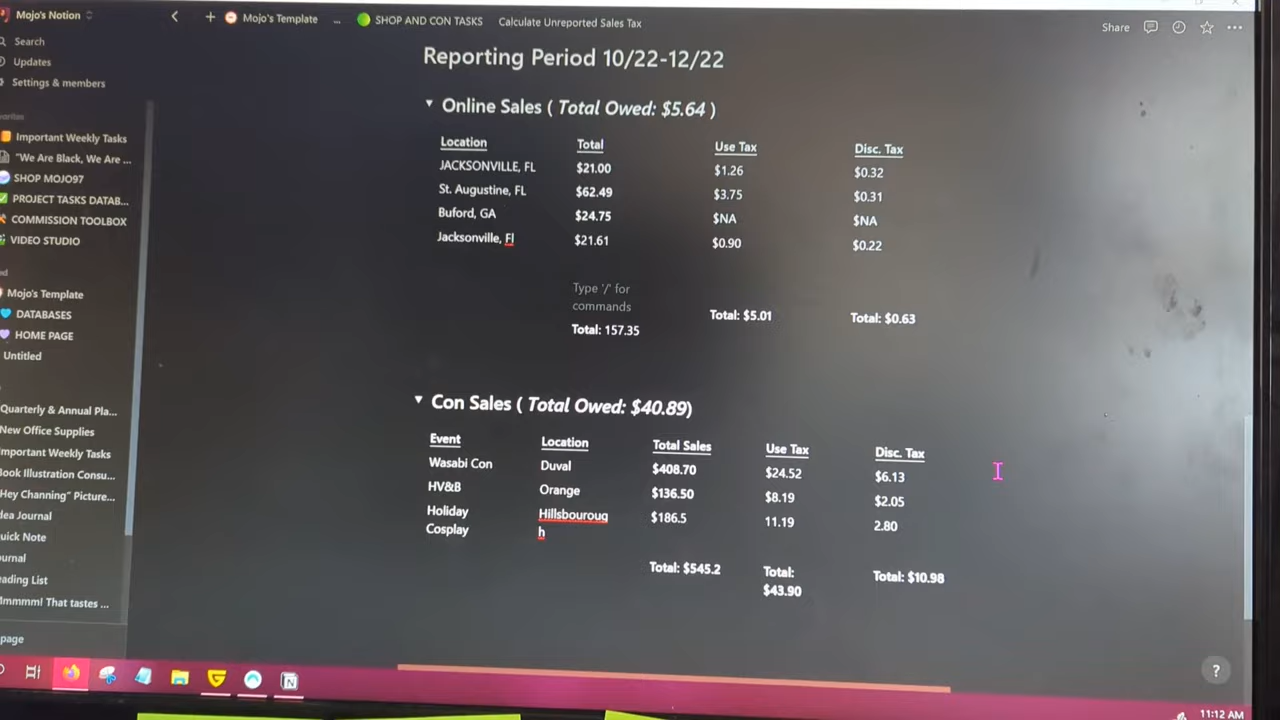 Mojo's Notion
+ Mojo's Template ... SHOP AND CON TASKS Calculate Unreported Sales Tax
Share
Search
Updates
Settings & members
Important Weekly Tasks
"We Are Black, We Are ...
SHOP MOJO97
PROJECT TASKS DATAB...
COMMISSION TOOLBOX
VIDEO STUDIO
Mojo's Template
DATABASES
HOME PAGE
Untitled
Quarterly & Annual Pla...
New Office Supplies
mportant Weekly Tasks
ook Illustration Consu...
Hey Channing" Picture...
dea Journal
uick Note
ournal
eading List
mmmm! That tastes ...
page
Reporting Period 10/22-12/22
Online Sales ( Total Owed: $5.64 )
Location Total Use Tax Disc. Tax
JACKSONVILLE, FL $21.00 $1.26 $0.32
St. Augustine, FL $62.49 $3.75 $0.31
Buford, GA $24.75 $NA $NA
Jacksonville, Fl $21.61 $0.90 $0.22
Type '/' for
commands
Total: 157.35 Total: $5.01 Total: $0.63
Con Sales ( Total Owed: $40.89)
Event Location Total Sales Use Tax Disc. Tax
Wasabi Con Duval $408.70 $24.52 $6.13
HV&B Orange $136.50 $8.19 $2.05
Holiday Hillsbouroug $186.5 11.19 2.80
Cosplay h
Total: $545.2 Total: Total: $10.98
$43.90
?
11:12 AM